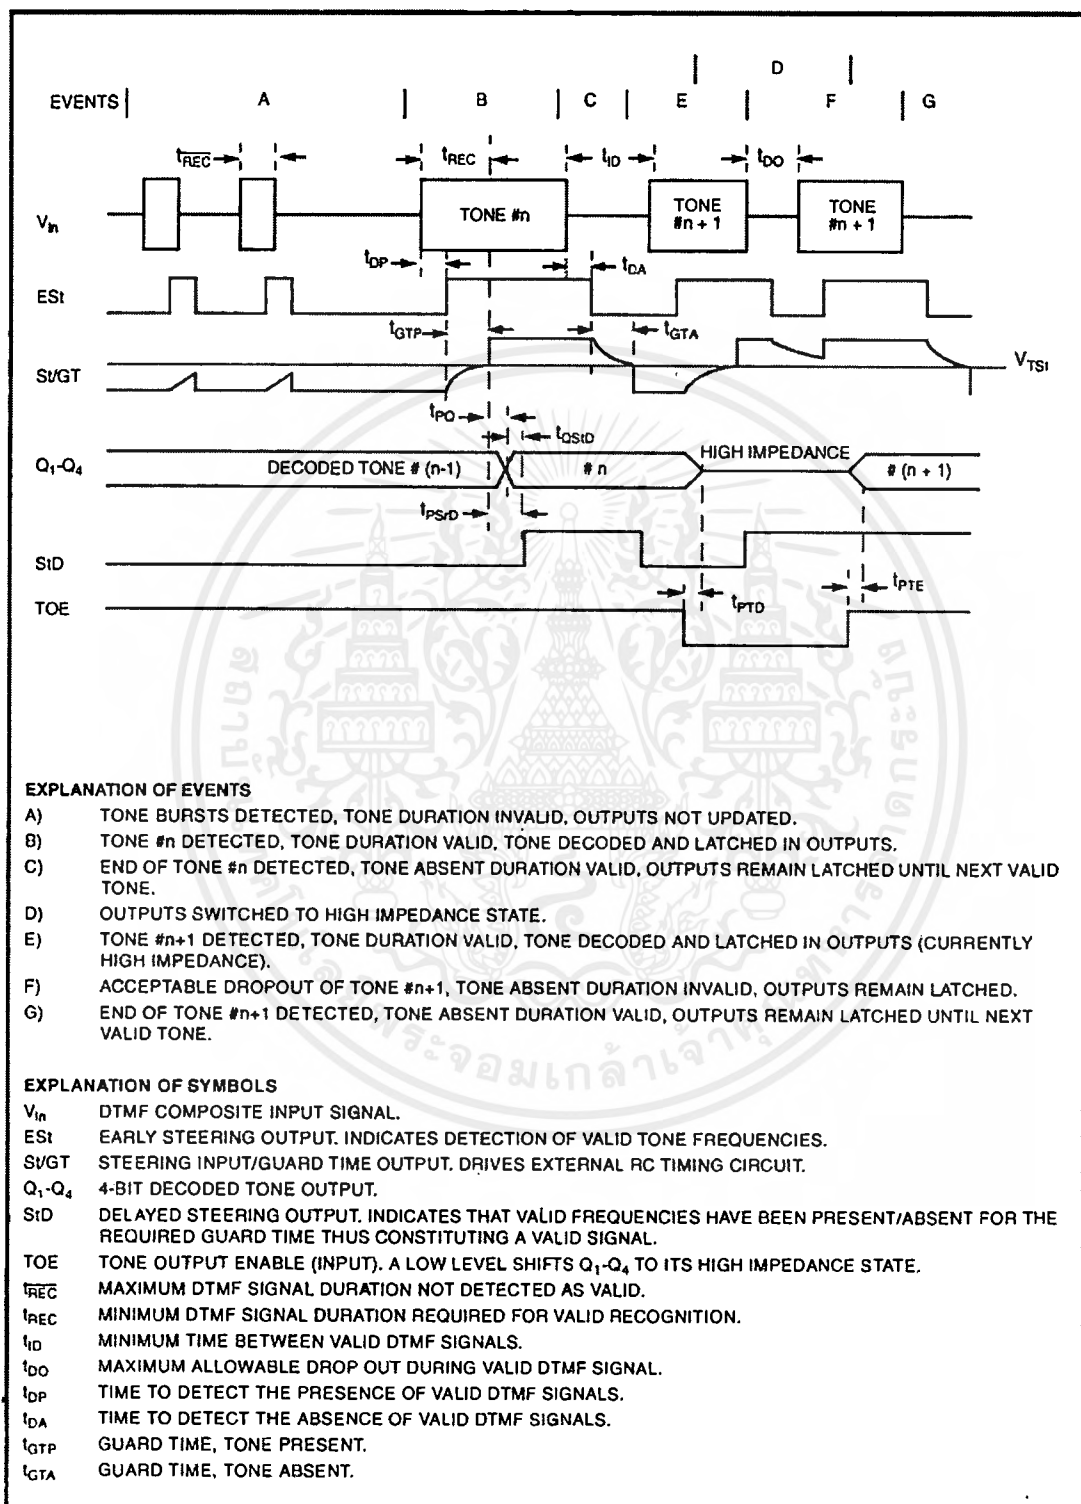 D
EVENTS A B C E F G
tREC tREC tID tDO
Vin TONE #n TONE #n + 1 TONE #n + 1
tDP tDA
ESt
tGTP tGTA
St/GT VTSt
tPQ tQStD
Q1-Q4 DECODED TONE # (n-1) # n HIGH IMPEDANCE # (n + 1)
tPSrD
StD
tPTD tPTE
TOE
EXPLANATION OF EVENTS
A) TONE BURSTS DETECTED, TONE DURATION INVALID, OUTPUTS NOT UPDATED.
B) TONE #n DETECTED, TONE DURATION VALID, TONE DECODED AND LATCHED IN OUTPUTS.
C) END OF TONE #n DETECTED, TONE ABSENT DURATION VALID, OUTPUTS REMAIN LATCHED UNTIL NEXT VALID
TONE.
D) OUTPUTS SWITCHED TO HIGH IMPEDANCE STATE.
E) TONE #n+1 DETECTED, TONE DURATION VALID, TONE DECODED AND LATCHED IN OUTPUTS (CURRENTLY
HIGH IMPEDANCE).
F) ACCEPTABLE DROPOUT OF TONE #n+1, TONE ABSENT DURATION INVALID, OUTPUTS REMAIN LATCHED.
G) END OF TONE #n+1 DETECTED, TONE ABSENT DURATION VALID, OUTPUTS REMAIN LATCHED UNTIL NEXT
VALID TONE.
EXPLANATION OF SYMBOLS
Vin DTMF COMPOSITE INPUT SIGNAL.
ESt EARLY STEERING OUTPUT. INDICATES DETECTION OF VALID TONE FREQUENCIES.
St/GT STEERING INPUT/GUARD TIME OUTPUT. DRIVES EXTERNAL RC TIMING CIRCUIT.
Q1-Q4 4-BIT DECODED TONE OUTPUT.
StD DELAYED STEERING OUTPUT. INDICATES THAT VALID FREQUENCIES HAVE BEEN PRESENT/ABSENT FOR THE
REQUIRED GUARD TIME THUS CONSTITUTING A VALID SIGNAL.
TOE TONE OUTPUT ENABLE (INPUT). A LOW LEVEL SHIFTS Q1-Q4 TO ITS HIGH IMPEDANCE STATE.
tREC MAXIMUM DTMF SIGNAL DURATION NOT DETECTED AS VALID.
tREC MINIMUM DTMF SIGNAL DURATION REQUIRED FOR VALID RECOGNITION.
tID MINIMUM TIME BETWEEN VALID DTMF SIGNALS.
tDO MAXIMUM ALLOWABLE DROP OUT DURING VALID DTMF SIGNAL.
tDP TIME TO DETECT THE PRESENCE OF VALID DTMF SIGNALS.
tDA TIME TO DETECT THE ABSENCE OF VALID DTMF SIGNALS.
tGTP GUARD TIME, TONE PRESENT.
tGTA GUARD TIME, TONE ABSENT.